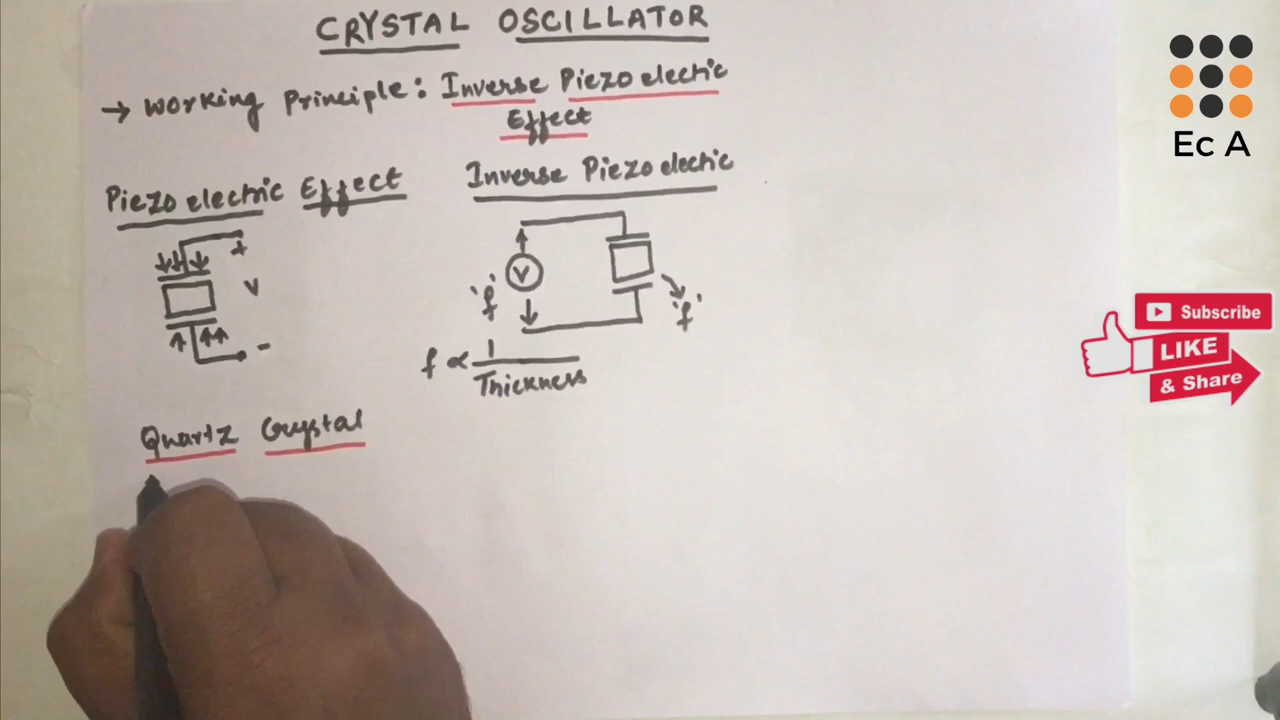 CRYSTAL OSCILLATOR
→ Working Principle: Inverse Piezo electric
Effect
Piezo electric Effect
Inverse Piezo electric
+
V
-
V
'f'
'f'
f ∝ 1
Thickness
Quartz Crystal
Ec A
Subscribe
LIKE
& Share